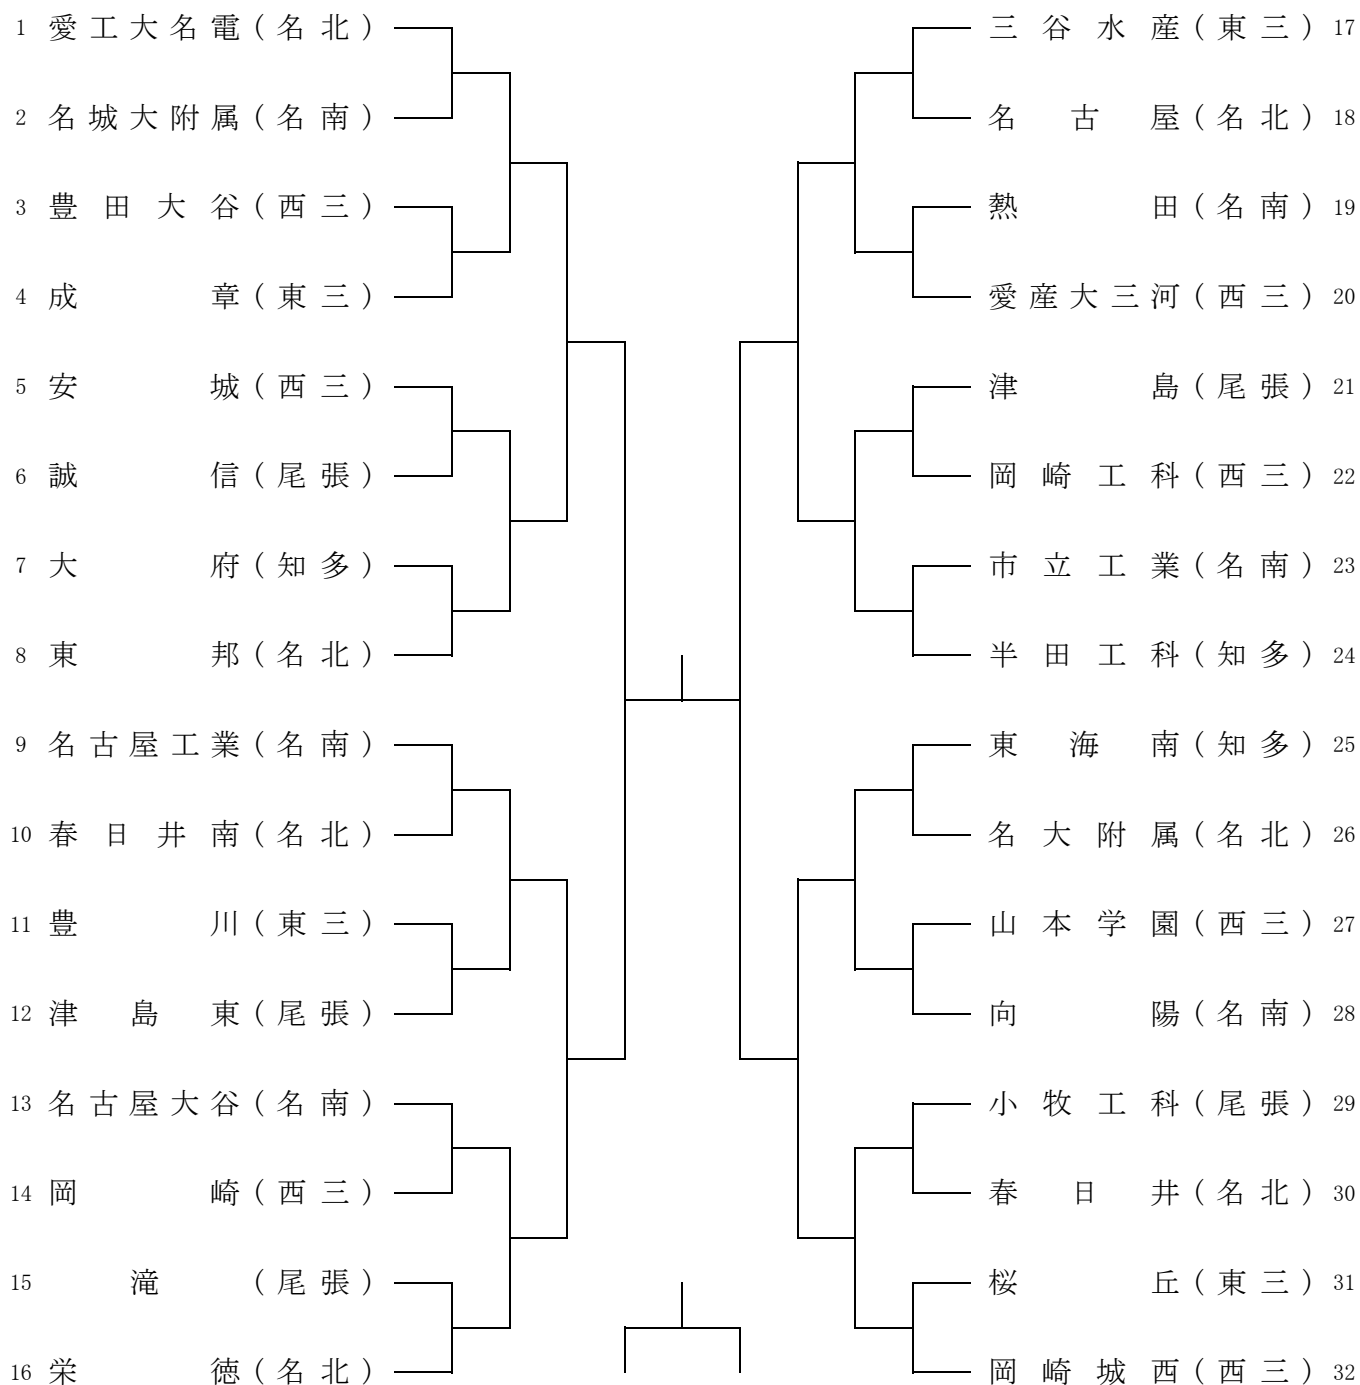 1 愛工大名電(名北)
2 名城大附属(名南)
3 豊田大谷(西三)
4 成章(東三)
5 安城(西三)
6 誠信(尾張)
7 大府(知多)
8 東邦(名北)
9 名古屋工業(名南)
10 春日井南(名北)
11 豊川(東三)
12 津島東(尾張)
13 名古屋大谷(名南)
14 岡崎(西三)
15 滝(尾張)
16 栄徳(名北)
三谷水産(東三) 17
名古屋(名北) 18
熱田(名南) 19
愛産大三河(西三) 20
津島(尾張) 21
岡崎工科(西三) 22
市立工業(名南) 23
半田工科(知多) 24
東海南(知多) 25
名大附属(名北) 26
山本学園(西三) 27
向陽(名南) 28
小牧工科(尾張) 29
春日井(名北) 30
桜丘(東三) 31
岡崎城西(西三) 32